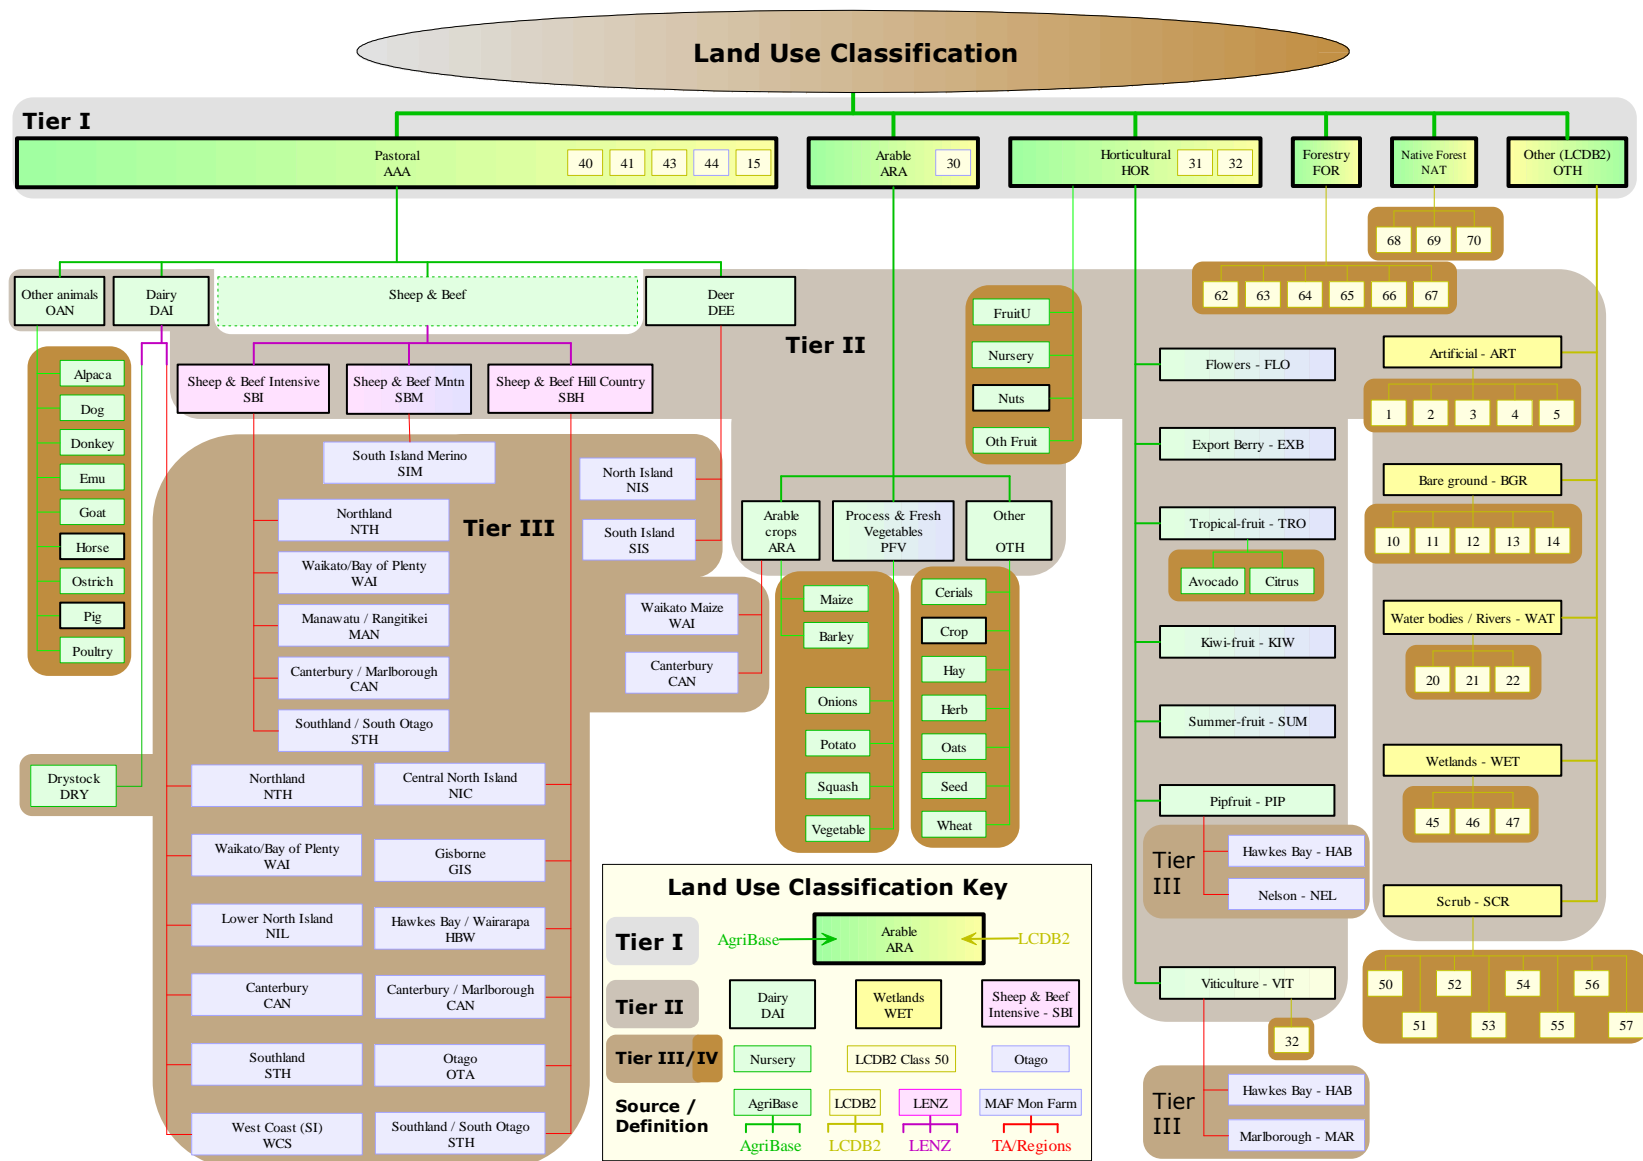 Land Use Classification
Tier I
Pastoral
AAA
40
41
43
44
15
Arable
ARA
30
Horticultural
HOR
31
32
Forestry
FOR
Native Forest
NAT
Other (LCDB2)
OTH
68
69
70
62
63
64
65
66
67
Other animals
OAN
Dairy
DAI
Sheep & Beef
Deer
DEE
Tier II
Alpaca
Dog
Donkey
Emu
Goat
Horse
Ostrich
Pig
Poultry
Sheep & Beef Intensive
SBI
Sheep & Beef Mntn
SBM
Sheep & Beef Hill Country
SBH
South Island Merino
SIM
Tier III
Northland
NTH
Waikato/Bay of Plenty
WAI
Manawatu / Rangitikei
MAN
Canterbury / Marlborough
CAN
Southland / South Otago
STH
North Island
NIS
South Island
SIS
Waikato Maize
WAI
Canterbury
CAN
Drystock
DRY
Northland
NTH
Waikato/Bay of Plenty
WAI
Lower North Island
NIL
Canterbury
CAN
Southland
STH
West Coast (SI)
WCS
Central North Island
NIC
Gisborne
GIS
Hawkes Bay / Wairarapa
HBW
Canterbury / Marlborough
CAN
Otago
OTA
Southland / South Otago
STH
Arable
crops
ARA
Process & Fresh
Vegetables
PFV
Other
OTH
Maize
Barley
Onions
Potato
Squash
Vegetable
Cerials
Crop
Hay
Herb
Oats
Seed
Wheat
FruitU
Nursery
Nuts
Oth Fruit
Flowers - FLO
Export Berry - EXB
Tropical-fruit - TRO
Avocado
Citrus
Kiwi-fruit - KIW
Summer-fruit - SUM
Pipfruit - PIP
Tier
III
Hawkes Bay - HAB
Nelson - NEL
Viticulture - VIT
32
Tier
III
Hawkes Bay - HAB
Marlborough - MAR
Artificial - ART
1
2
3
4
5
Bare ground - BGR
10
11
12
13
14
Water bodies / Rivers - WAT
20
21
22
Wetlands - WET
45
46
47
Scrub - SCR
50
52
54
56
51
53
55
57
Land Use Classification Key
Tier I
AgriBase
Arable
ARA
LCDB2
Tier II
Dairy
DAI
Wetlands
WET
Sheep & Beef
Intensive - SBI
Tier III/IV
Nursery
LCDB2 Class 50
Otago
Source /
Definition
AgriBase
LCDB2
LENZ
MAF Mon Farm
AgriBase
LCDB2
LENZ
TA/Regions